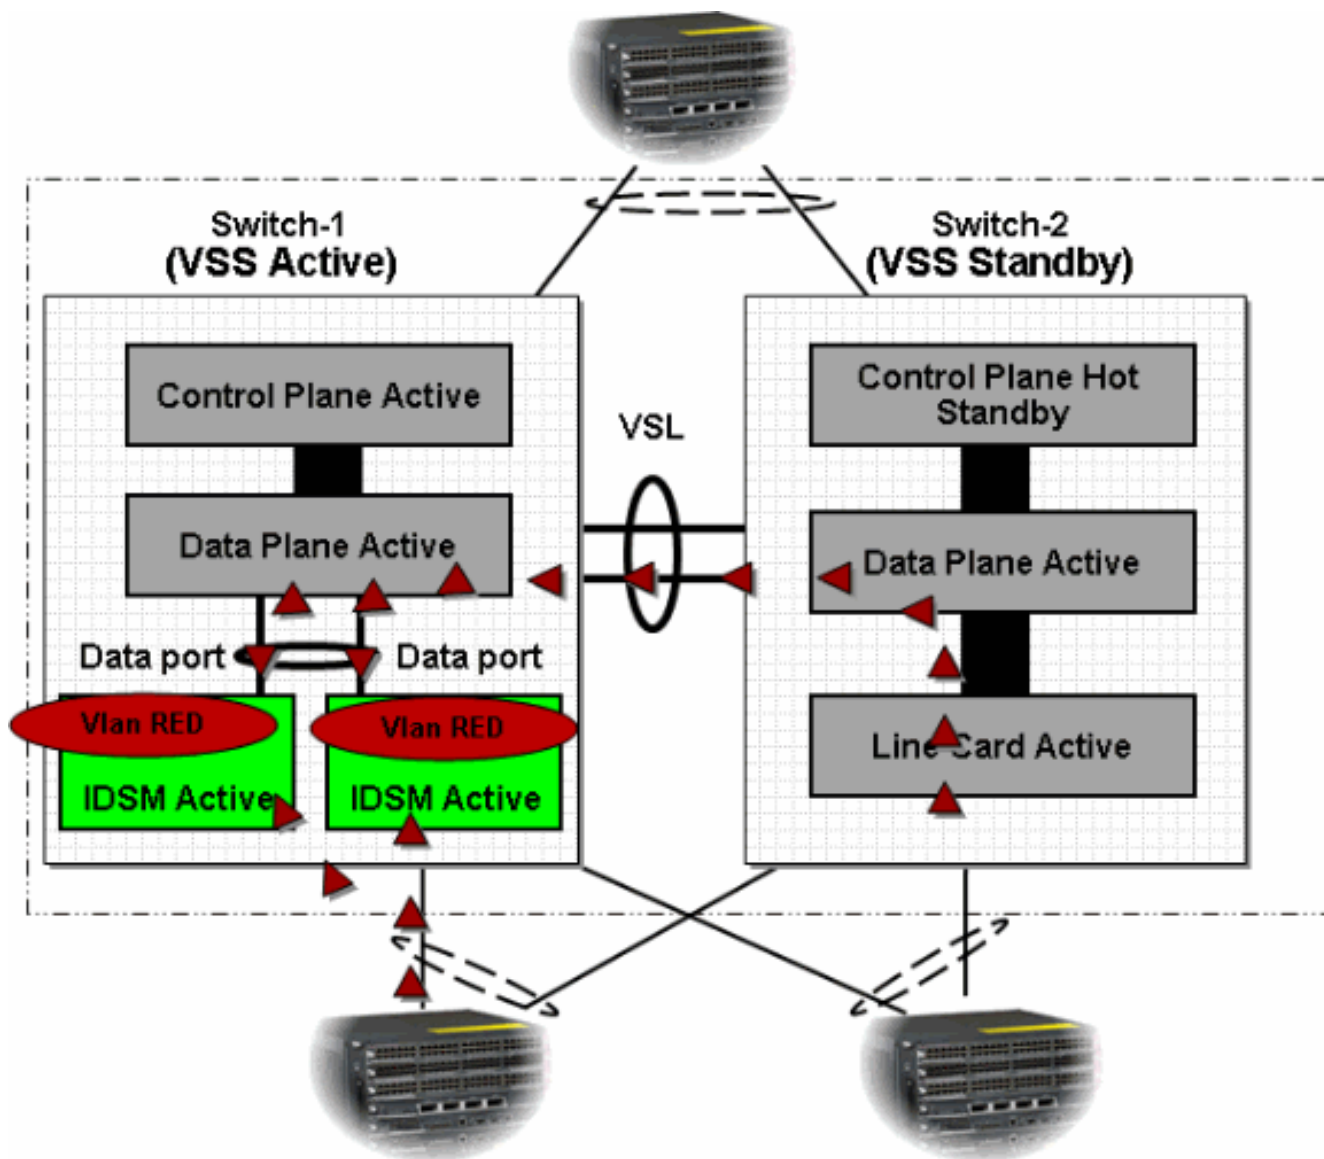 Switch-1
(VSS Active)
Switch-2
(VSS Standby)
Control Plane Active
Control Plane Hot
Standby
VSL
Data Plane Active
Data Plane Active
Data port
Data port
Vlan RED
Vlan RED
Line Card Active
IDSM Active
IDSM Active